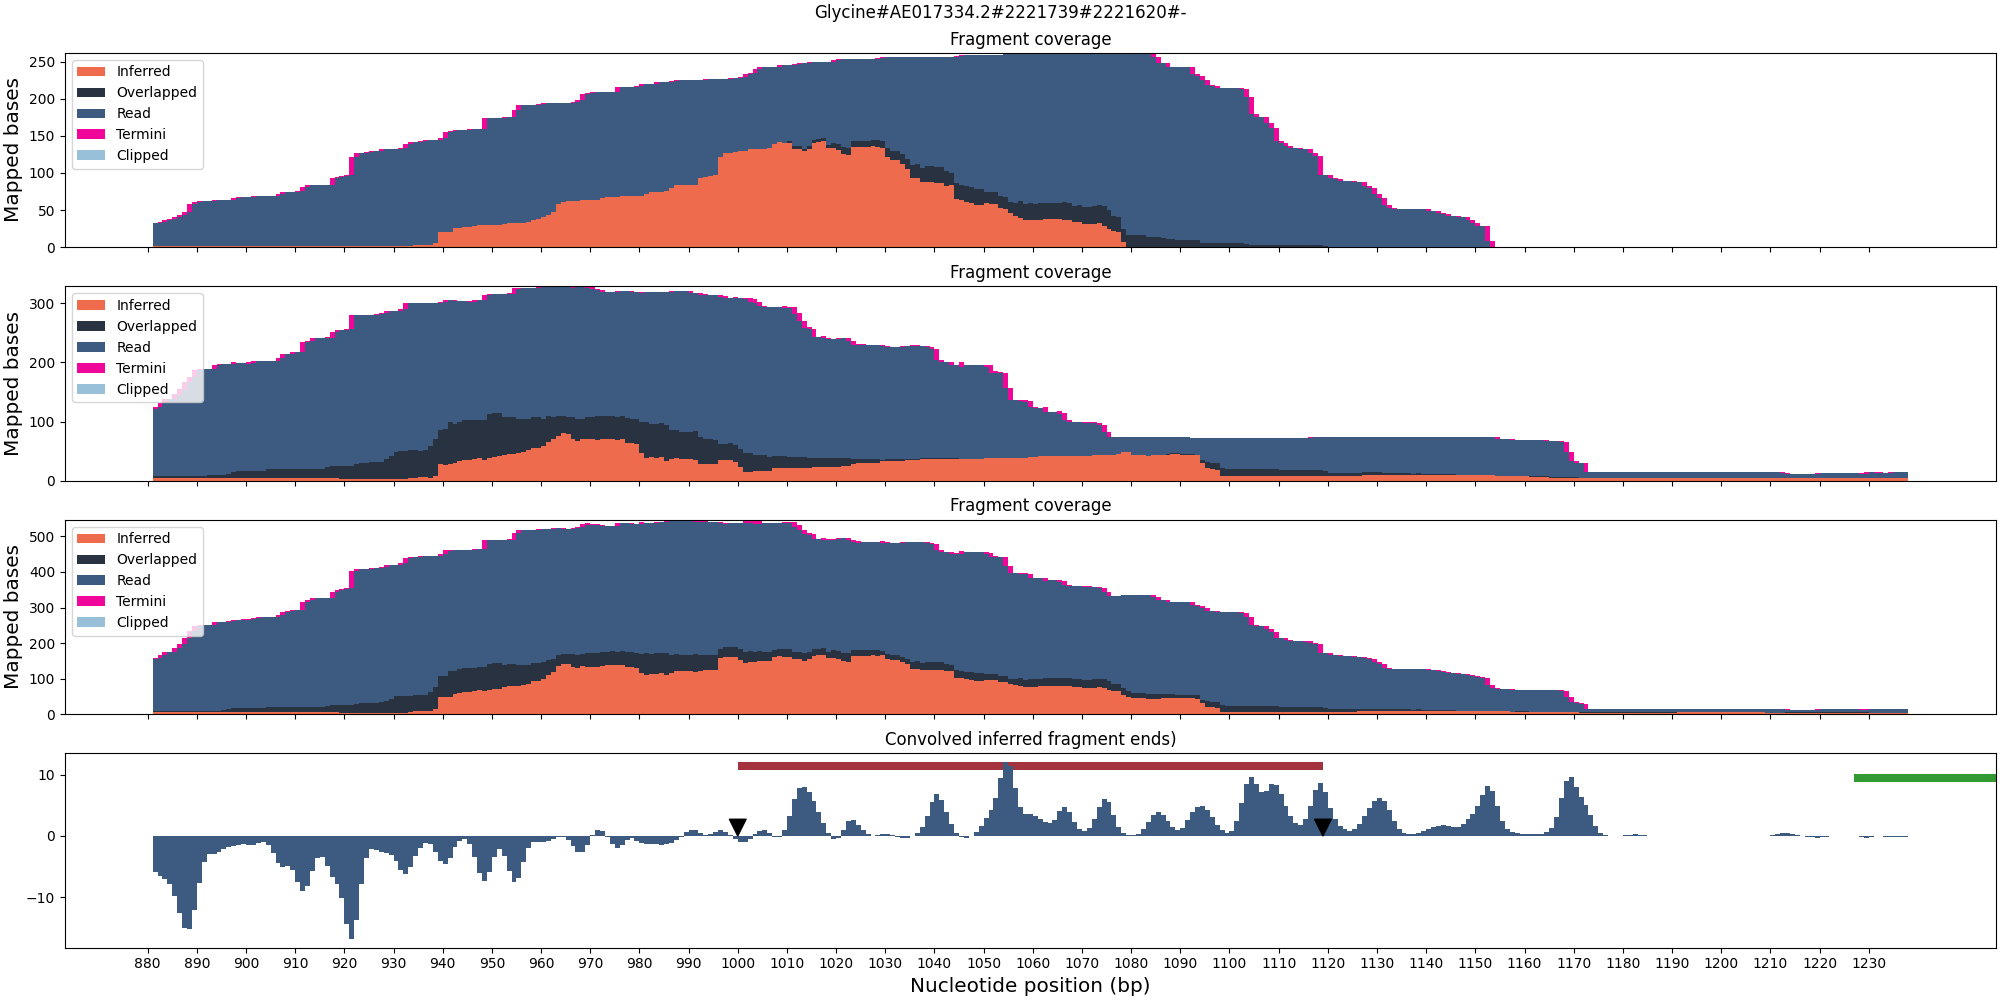 Glycine#AE017334.2#2221739#2221620#-
Fragment coverage
Mapped bases
250
200
150
100
50
0
Inferred
Overlapped
Read
Termini
Clipped
Fragment coverage
Mapped bases
300
200
100
0
Inferred
Overlapped
Read
Termini
Clipped
Fragment coverage
Mapped bases
500
400
300
200
100
0
Inferred
Overlapped
Read
Termini
Clipped
Convolved inferred fragment ends)
10
0
−10
880 890 900 910 920 930 940 950 960 970 980 990 1000 1010 1020 1030 1040 1050 1060 1070 1080 1090 1100 1110 1120 1130 1140 1150 1160 1170 1180 1190 1200 1210 1220 1230
Nucleotide position (bp)